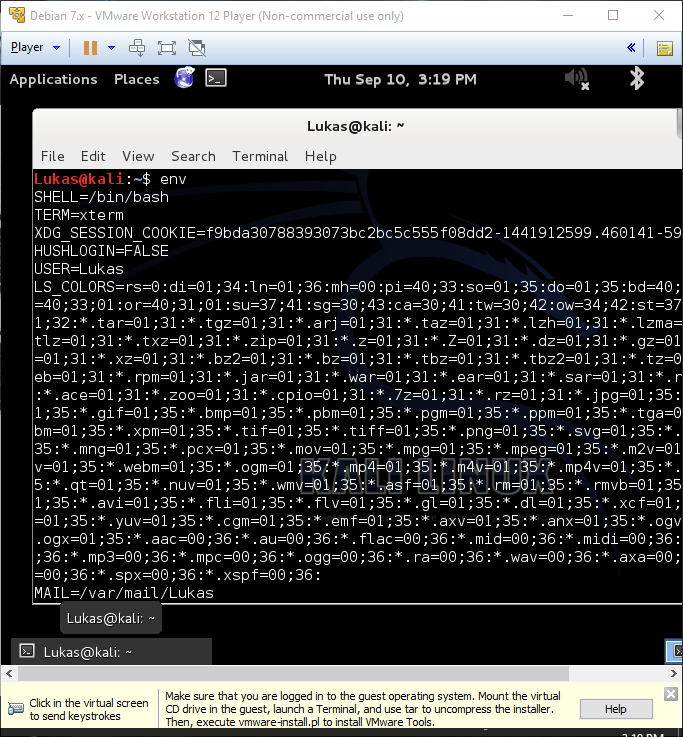 Debian 7.x - VMware Workstation 12 Player (Non-commercial use only)
Player
Applications Places Thu Sep 10, 3:19 PM
Lukas@kali: ~
File Edit View Search Terminal Help
Lukas@kali:~$ env
SHELL=/bin/bash
TERM=xterm
XDG_SESSION_COOKIE=f9bda30788393073bc2bc5c555f08dd2-1441912599.460141-59
HUSHLOGIN=FALSE
USER=Lukas
LS_COLORS=rs=0:di=01;34:ln=01;36:mh=00:pi=40;33:so=01;35:do=01;35:bd=40;
=40;33;01:or=40;31;01:su=37;41:sg=30;43:ca=30;41:tw=30;42:ow=34;42:st=37
1;32:*.tar=01;31:*.tgz=01;31:*.arj=01;31:*.taz=01;31:*.lzh=01;31:*.lzma=
tlz=01;31:*.txz=01;31:*.zip=01;31:*.z=01;31:*.Z=01;31:*.dz=01;31:*.gz=01
=01;31:*.xz=01;31:*.bz2=01;31:*.bz=01;31:*.tbz=01;31:*.tbz2=01;31:*.tz=0
eb=01;31:*.rpm=01;31:*.jar=01;31:*.war=01;31:*.ear=01;31:*.sar=01;31:*.r
:*.ace=01;31:*.zoo=01;31:*.cpio=01;31:*.7z=01;31:*.rz=01;31:*.jpg=01;35:
1;35:*.gif=01;35:*.bmp=01;35:*.pbm=01;35:*.pgm=01;35:*.ppm=01;35:*.tga=0
bm=01;35:*.xpm=01;35:*.tif=01;35:*.tiff=01;35:*.png=01;35:*.svg=01;35:*.
35:*.mng=01;35:*.pcx=01;35:*.mov=01;35:*.mpg=01;35:*.mpeg=01;35:*.m2v=01
v=01;35:*.webm=01;35:*.ogm=01;35:*.mp4=01;35:*.m4v=01;35:*.mp4v=01;35:*.
5:*.qt=01;35:*.nuv=01;35:*.wmv=01;35:*.asf=01;35:*.rm=01;35:*.rmvb=01;35
1;35:*.avi=01;35:*.fli=01;35:*.flv=01;35:*.gl=01;35:*.dl=01;35:*.xcf=01;
=01;35:*.yuv=01;35:*.cgm=01;35:*.emf=01;35:*.axv=01;35:*.anx=01;35:*.ogv
.ogx=01;35:*.aac=00;36:*.au=00;36:*.flac=00;36:*.mid=00;36:*.midi=00;36:
;36:*.mp3=00;36:*.mpc=00;36:*.ogg=00;36:*.ra=00;36:*.wav=00;36:*.axa=00;
=00;36:*.spx=00;36:*.xspf=00;36:
MAIL=/var/mail/Lukas
KALI LINUX
Lukas@kali: ~
Lukas@kali: ~
Click in the virtual screen
to send keystrokes
Make sure that you are logged in to the guest operating system. Mount the virtual
CD drive in the guest, launch a Terminal, and use tar to uncompress the installer.
Then, execute vmware-install.pl to install VMware Tools.
Help
3:19 PM